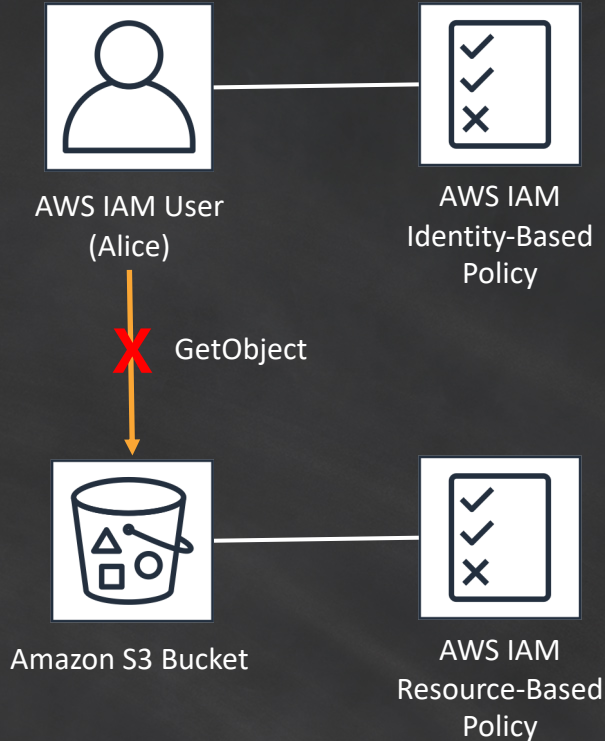 AWS IAM User
(Alice)
AWS IAM
Identity-Based
Policy
X
GetObject
Amazon S3 Bucket
AWS IAM
Resource-Based
Policy